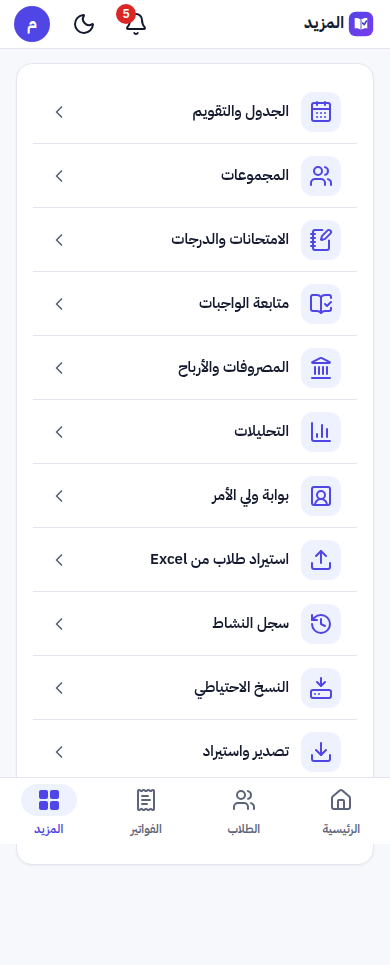 المزيد
5
م
الجدول والتقويم
المجموعات
الامتحانات والدرجات
متابعة الواجبات
المصروفات والأرباح
التحليلات
بوابة ولي الأمر
استيراد طلاب من Excel
سجل النشاط
النسخ الاحتياطي
تصدير واستيراد
الرئيسية
الطلاب
الفواتير
المزيد